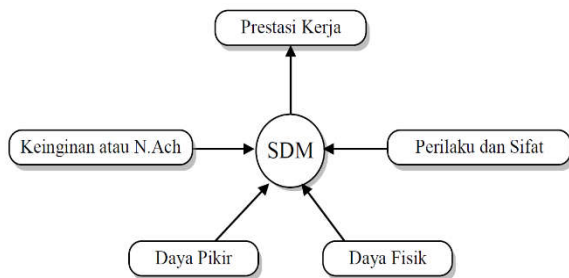 Prestasi Kerja
Keinginan atau N.Ach
SDM
Perilaku dan Sifat
Daya Pikir
Daya Fisik